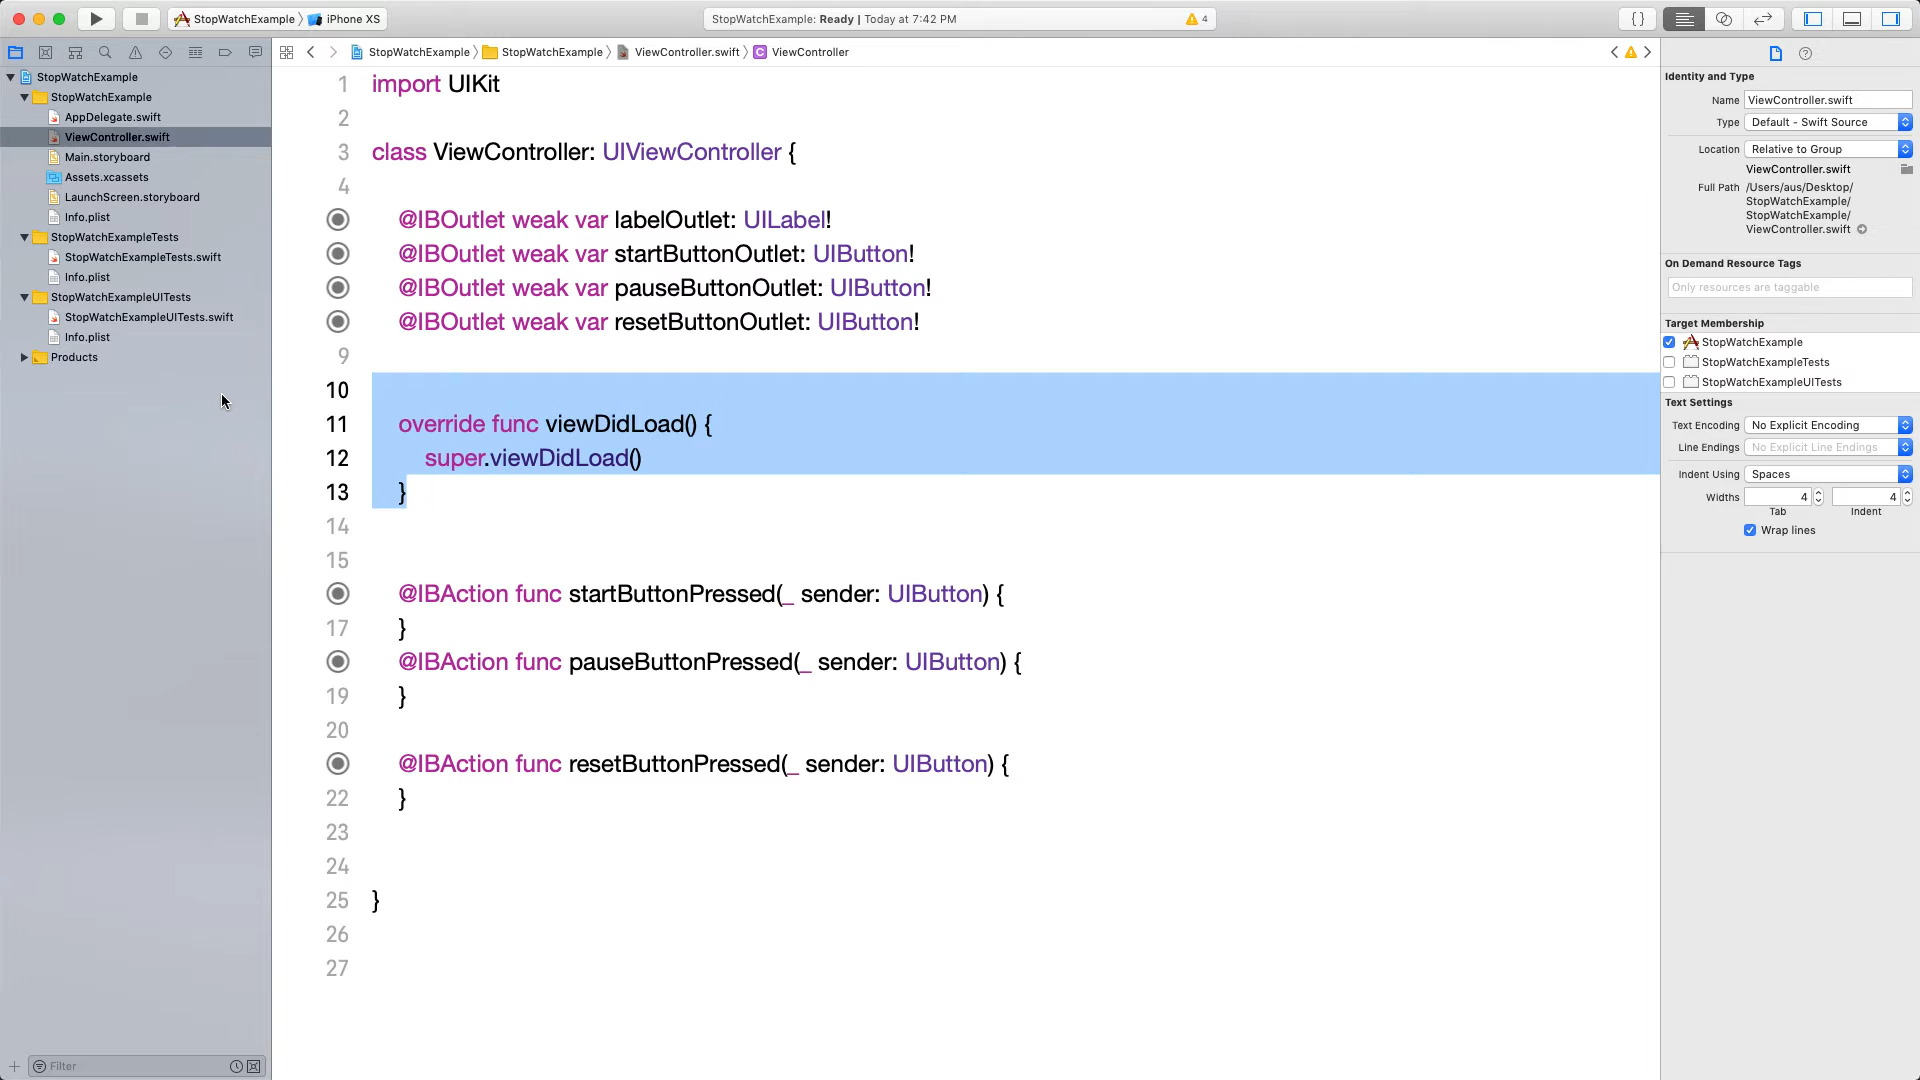 StopWatchExample 〉 iPhone XS
StopWatchExample: Ready | Today at 7:42 PM
4
{}
StopWatchExample
StopWatchExample
AppDelegate.swift
ViewController.swift
Main.storyboard
Assets.xcassets
LaunchScreen.storyboard
Info.plist
StopWatchExampleTests
StopWatchExampleTests.swift
Info.plist
StopWatchExampleUITests
StopWatchExampleUITests.swift
Info.plist
Products
Filter
StopWatchExample 〉 StopWatchExample 〉 ViewController.swift 〉 C ViewController
1 import UIKit
2
3 class ViewController: UIViewController {
4
@IBOutlet weak var labelOutlet: UILabel!
@IBOutlet weak var startButtonOutlet: UIButton!
@IBOutlet weak var pauseButtonOutlet: UIButton!
@IBOutlet weak var resetButtonOutlet: UIButton!
9
10
11 override func viewDidLoad() {
12 super.viewDidLoad()
13 }
14
15
@IBAction func startButtonPressed(_ sender: UIButton) {
17 }
@IBAction func pauseButtonPressed(_ sender: UIButton) {
19 }
20
@IBAction func resetButtonPressed(_ sender: UIButton) {
22 }
23
24
25 }
26
27
Identity and Type
Name ViewController.swift
Type Default - Swift Source
Location Relative to Group
ViewController.swift
Full Path /Users/aus/Desktop/
StopWatchExample/
StopWatchExample/
ViewController.swift
On Demand Resource Tags
Only resources are taggable
Target Membership
StopWatchExample
StopWatchExampleTests
StopWatchExampleUITests
Text Settings
Text Encoding No Explicit Encoding
Line Endings No Explicit Line Endings
Indent Using Spaces
Widths 4 4
Tab Indent
Wrap lines